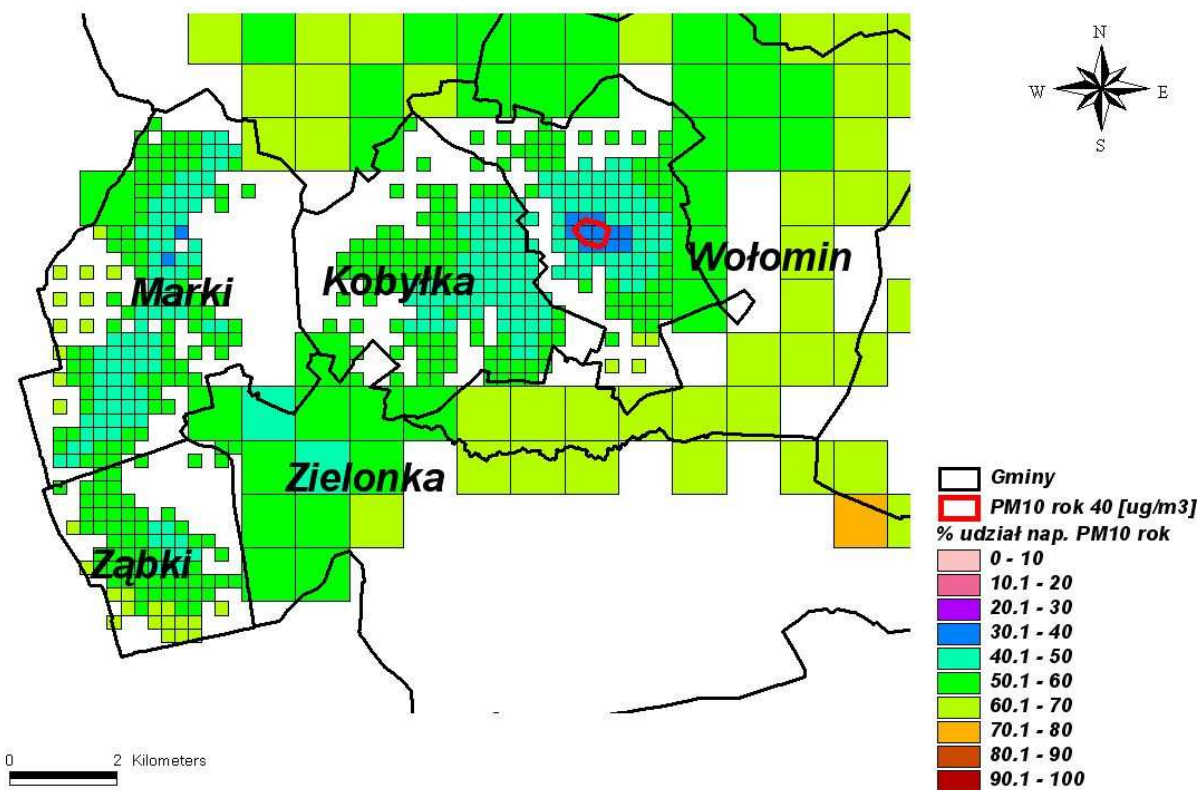 N
W E
S
Wołomin
Kobyłka
Marki
Zielonka
Ząbki
Gminy
PM10 rok 40 [ug/m3]
% udział nap. PM10 rok
0 - 10
10.1 - 20
20.1 - 30
30.1 - 40
40.1 - 50
50.1 - 60
60.1 - 70
70.1 - 80
80.1 - 90
90.1 - 100
0 2 Kilometers